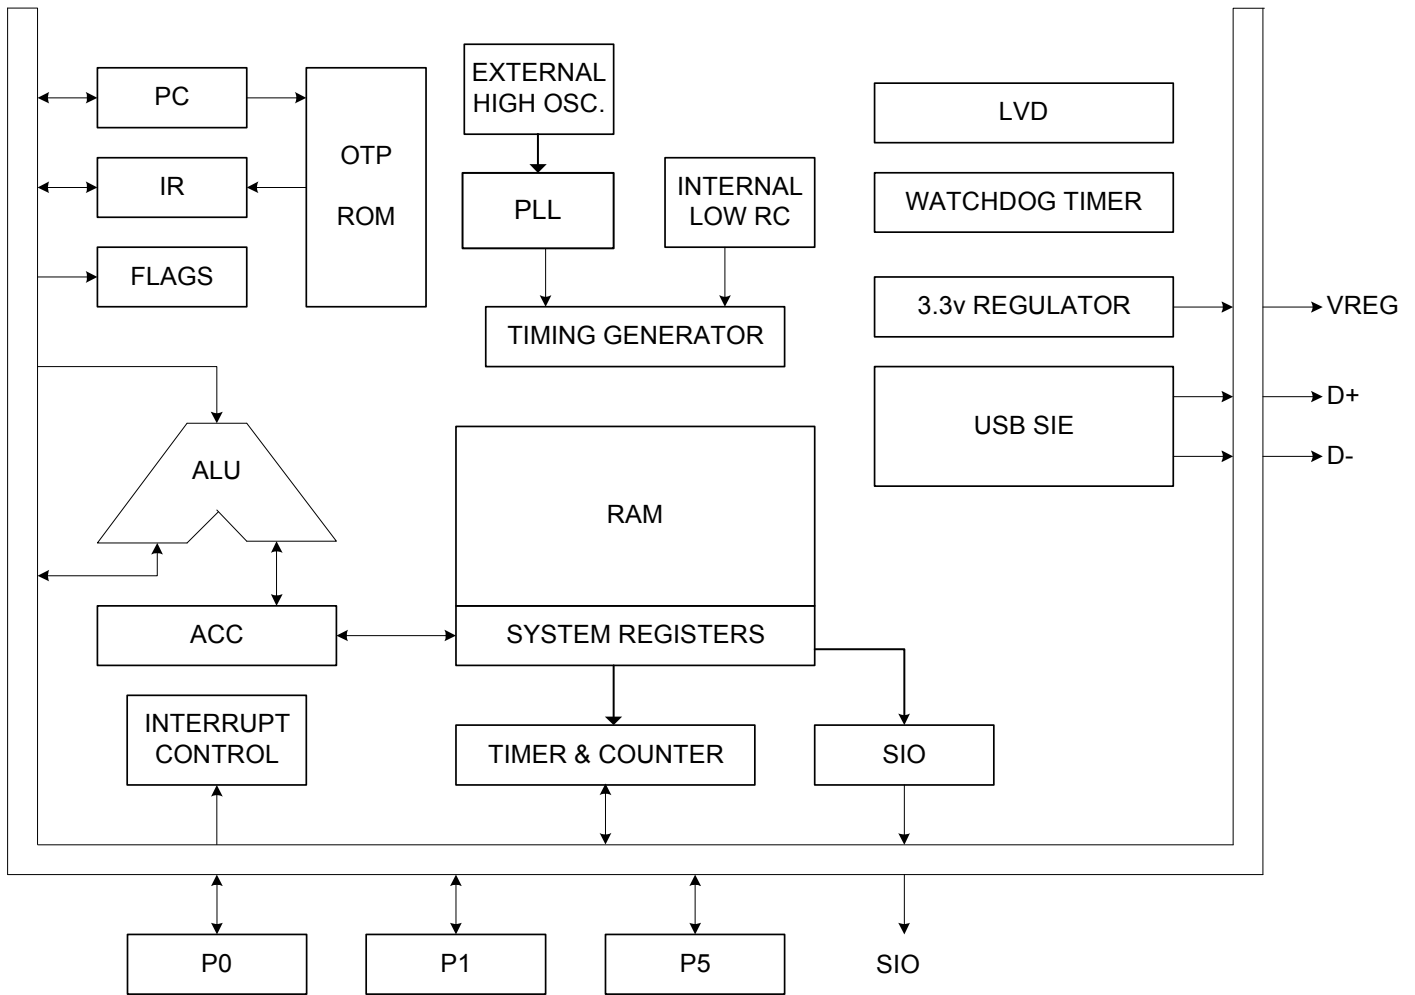 PC
IR
FLAGS
OTP
ROM
EXTERNAL
HIGH OSC.
PLL
INTERNAL
LOW RC
TIMING GENERATOR
LVD
WATCHDOG TIMER
3.3v REGULATOR
USB SIE
VREG
D+
D-
ALU
ACC
RAM
SYSTEM REGISTERS
INTERRUPT
CONTROL
TIMER & COUNTER
SIO
P0
P1
P5
SIO